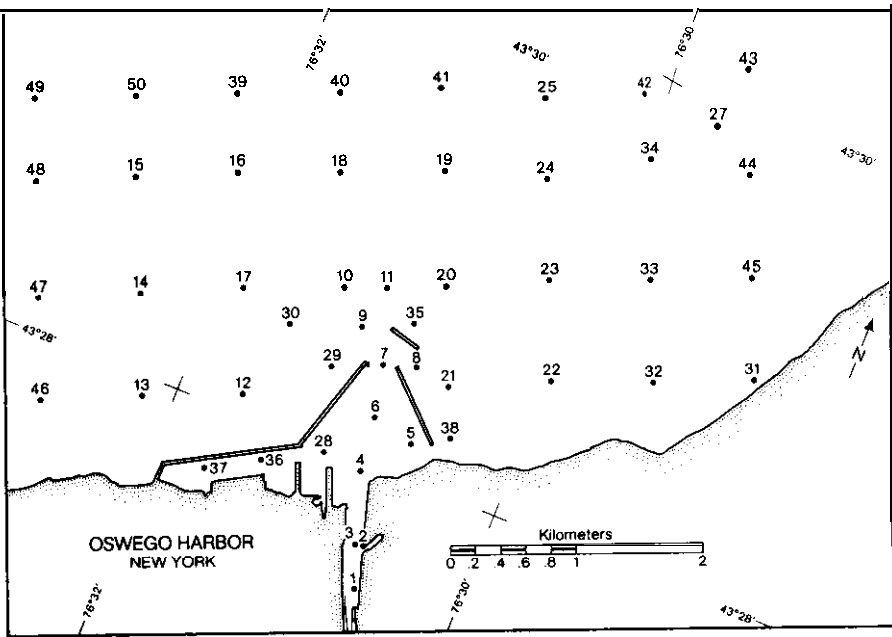 76°32'
43°30'
76°30
43
49 50 39 40 41 25 42
27
48 15 16 18 19 24 34 44
43°30'
47 14 17 10 11 20 23 33 45
30 9 35
43°28'
29 7 8
N
46 13 12 21 22 32 31
6
28 5 38
37 36 4
OSWEGO HARBOR
NEW YORK
3 2
Kilometers
0 .2 .4 .6 .8 1 2
1
76°32'
76°30
43°28'